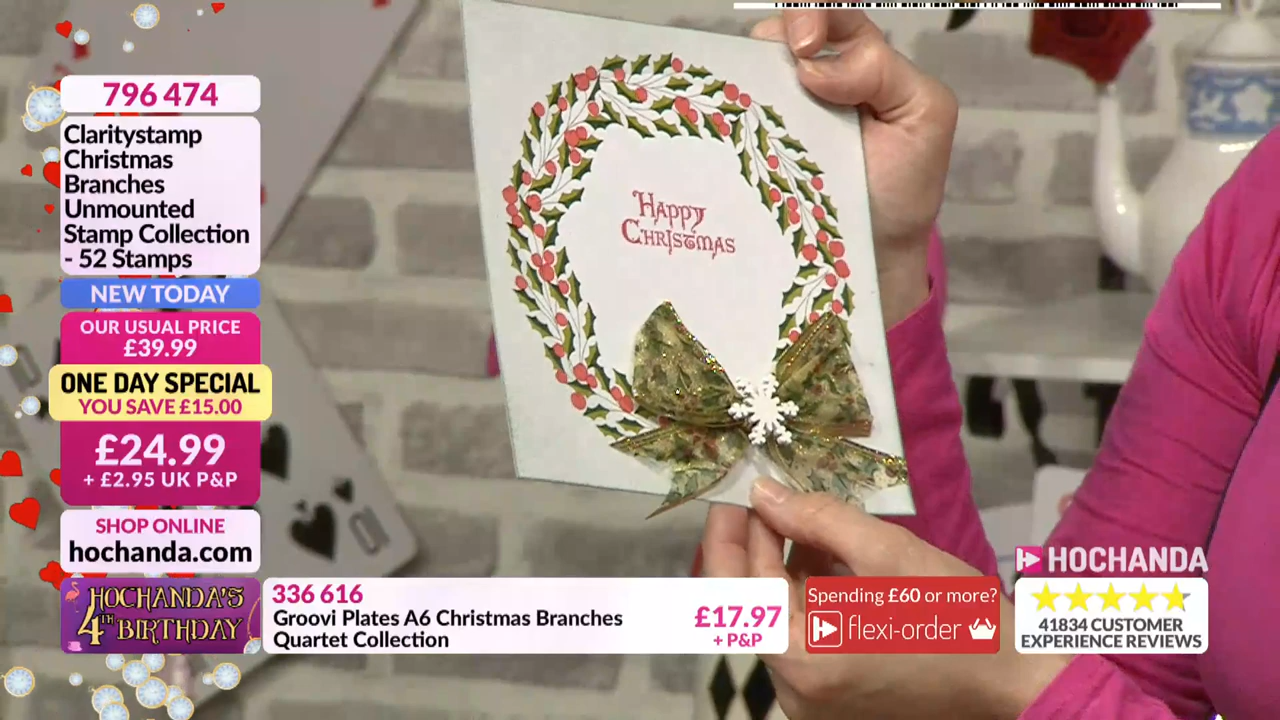 796 474
Claritystamp
Christmas
Branches
Unmounted
Stamp Collection
- 52 Stamps
NEW TODAY
OUR USUAL PRICE
£39.99
ONE DAY SPECIAL
YOU SAVE £15.00
£24.99
+ £2.95 UK P&P
SHOP ONLINE
hochanda.com
HOCHANDA'S
4TH BIRTHDAY
336 616
Groovi Plates A6 Christmas Branches
Quartet Collection
£17.97
+ P&P
Spending £60 or more?
flexi-order
HOCHANDA
41834 CUSTOMER
EXPERIENCE REVIEWS
Happy
Christmas